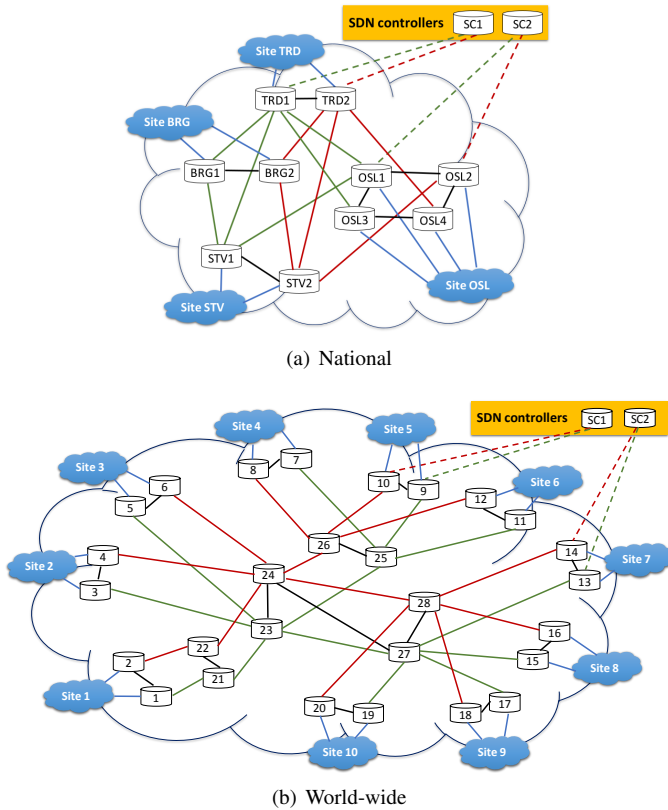 SDN controllers
SC1 SC2
Site TRD
TRD1 TRD2
Site BRG
BRG1 BRG2
OSL1 OSL2
OSL3 OSL4
STV1
STV2
Site STV
Site OSL
(a) National
SDN controllers
SC1 SC2
Site 4 Site 5
8 7
10 9
Site 3
5 6
Site 6
12
11
26
25
Site 2
4
3
24
23
28
27
14
13
Site 7
22
21
2
1
Site 1
16
15
Site 8
20 19
18 17
Site 10
Site 9
(b) World-wide